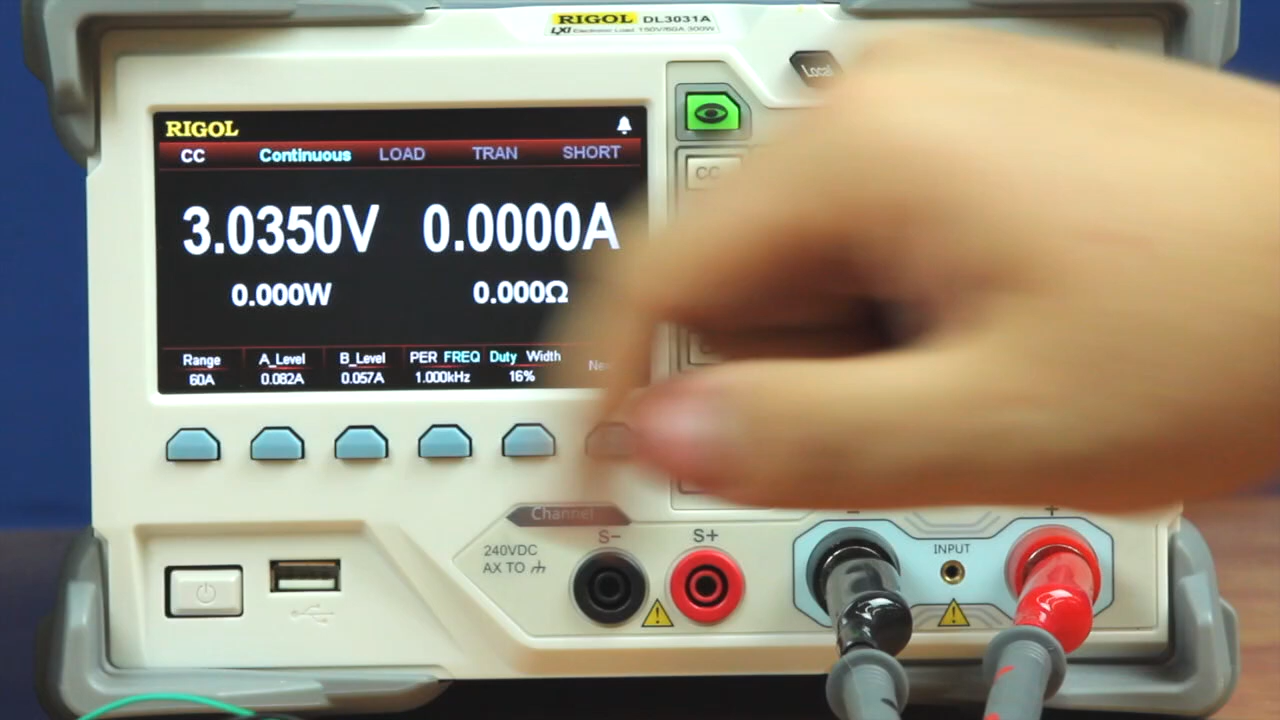 RIGOL DL3031A
LXI Electronic Load 150V/60A 300W
Local
RIGOL
CC Continuous LOAD TRAN SHORT
CC
3.0350V 0.0000A
0.000W 0.000Ω
Range A_Level B_Level PER FREQ Duty Width
60A 0.082A 0.057A 1.000kHz 16%
Channel
240VDC
AX TO
S− S+
− INPUT +